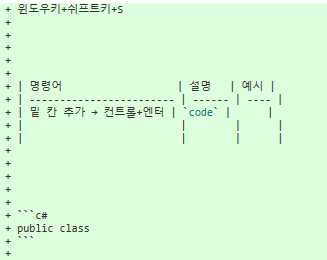 + 윈도우키+쉬프트키+S
+
+
+
+
+
+ | 명령어 | 설명 | 예시 |
+ | ------------------------ | ------ | ---- |
+ | 밑 칸 추가 → 컨트롤+엔터 | `code` | |
+ | | | |
+ | | | |
+
+
+
+
+
+ ```c#
+ public class
+ ```
+